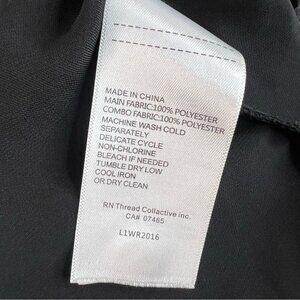 MADE IN CHINA
MAIN FABRIC:100% POLYESTER
COMBO FABRIC:100% POLYESTER
MACHINE WASH COLD
SEPARATELY
DELICATE CYCLE
NON-CHLORINE
BLEACH IF NEEDED
TUMBLE DRY LOW
COOL IRON
OR DRY CLEAN
RN Thread Collactive inc.
CA# 07465
L1WR2016